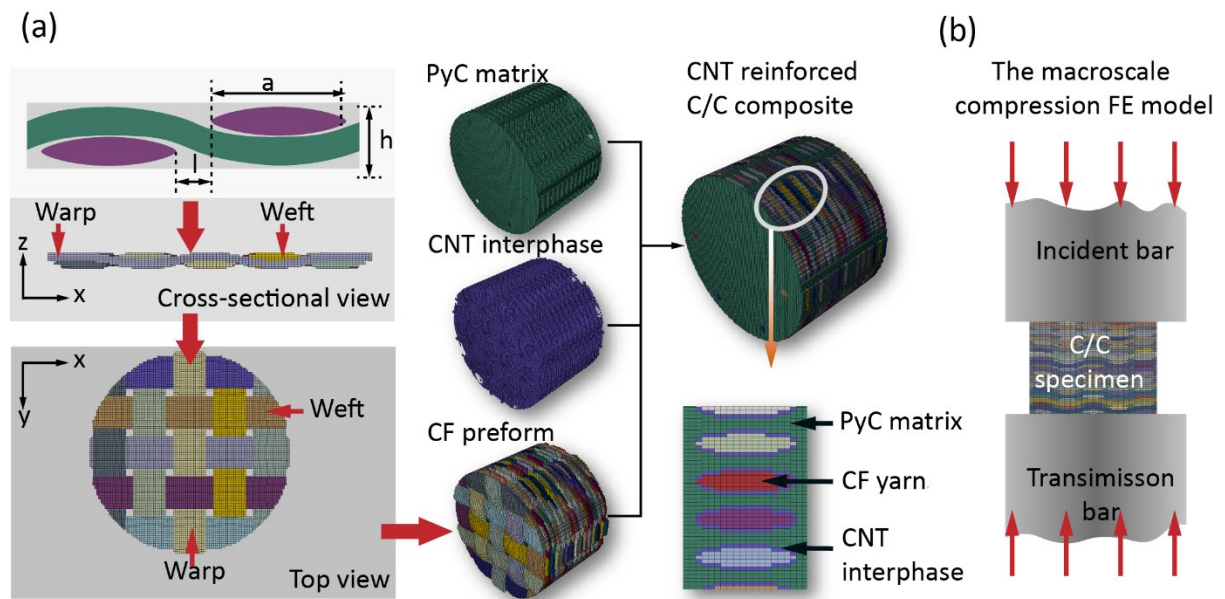 (a)
a
h
l
Warp
Weft
z
x
Cross-sectional view
x
y
Weft
Warp
Top view
PyC matrix
CNT interphase
CF preform
CNT reinforced
C/C composite
PyC matrix
CF yarn
CNT
interphase
(b)
The macroscale
compression FE model
Incident bar
C/C
specimen
Transimisson
bar